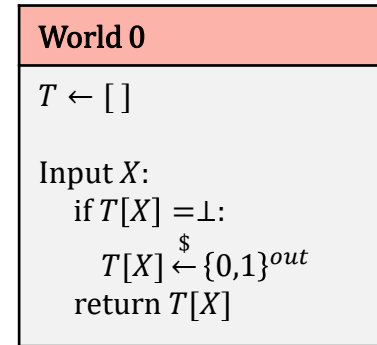 World 0
T ← [ ]
Input X:
if T[X] =⊥:
T[X] $← {0,1}^out
return T[X]